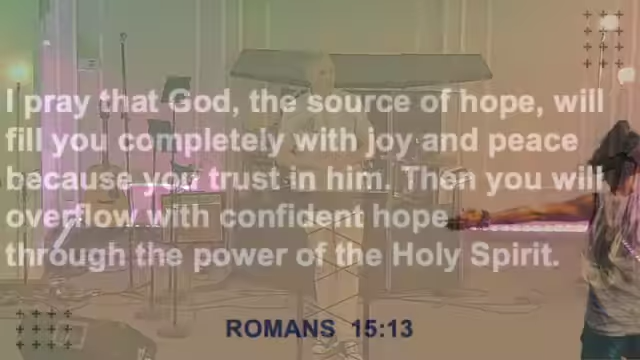 I pray that God, the source of hope, will
fill you completely with joy and peace
because you trust in him. Then you will
overflow with confident hope
through the power of the Holy Spirit.
ROMANS 15:13